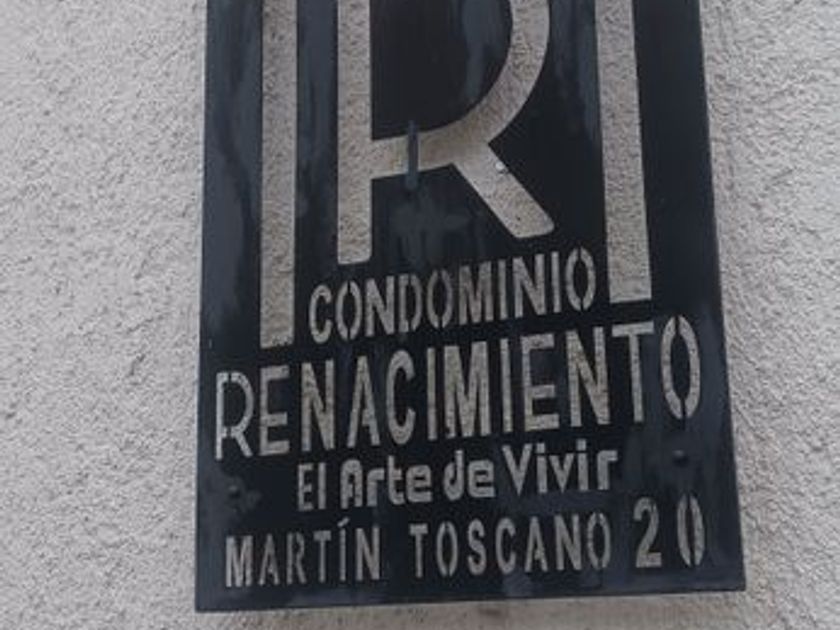 R
CONDOMINIO
RENACIMIENTO
El Arte de Vivir
MARTÍN TOSCANO 20